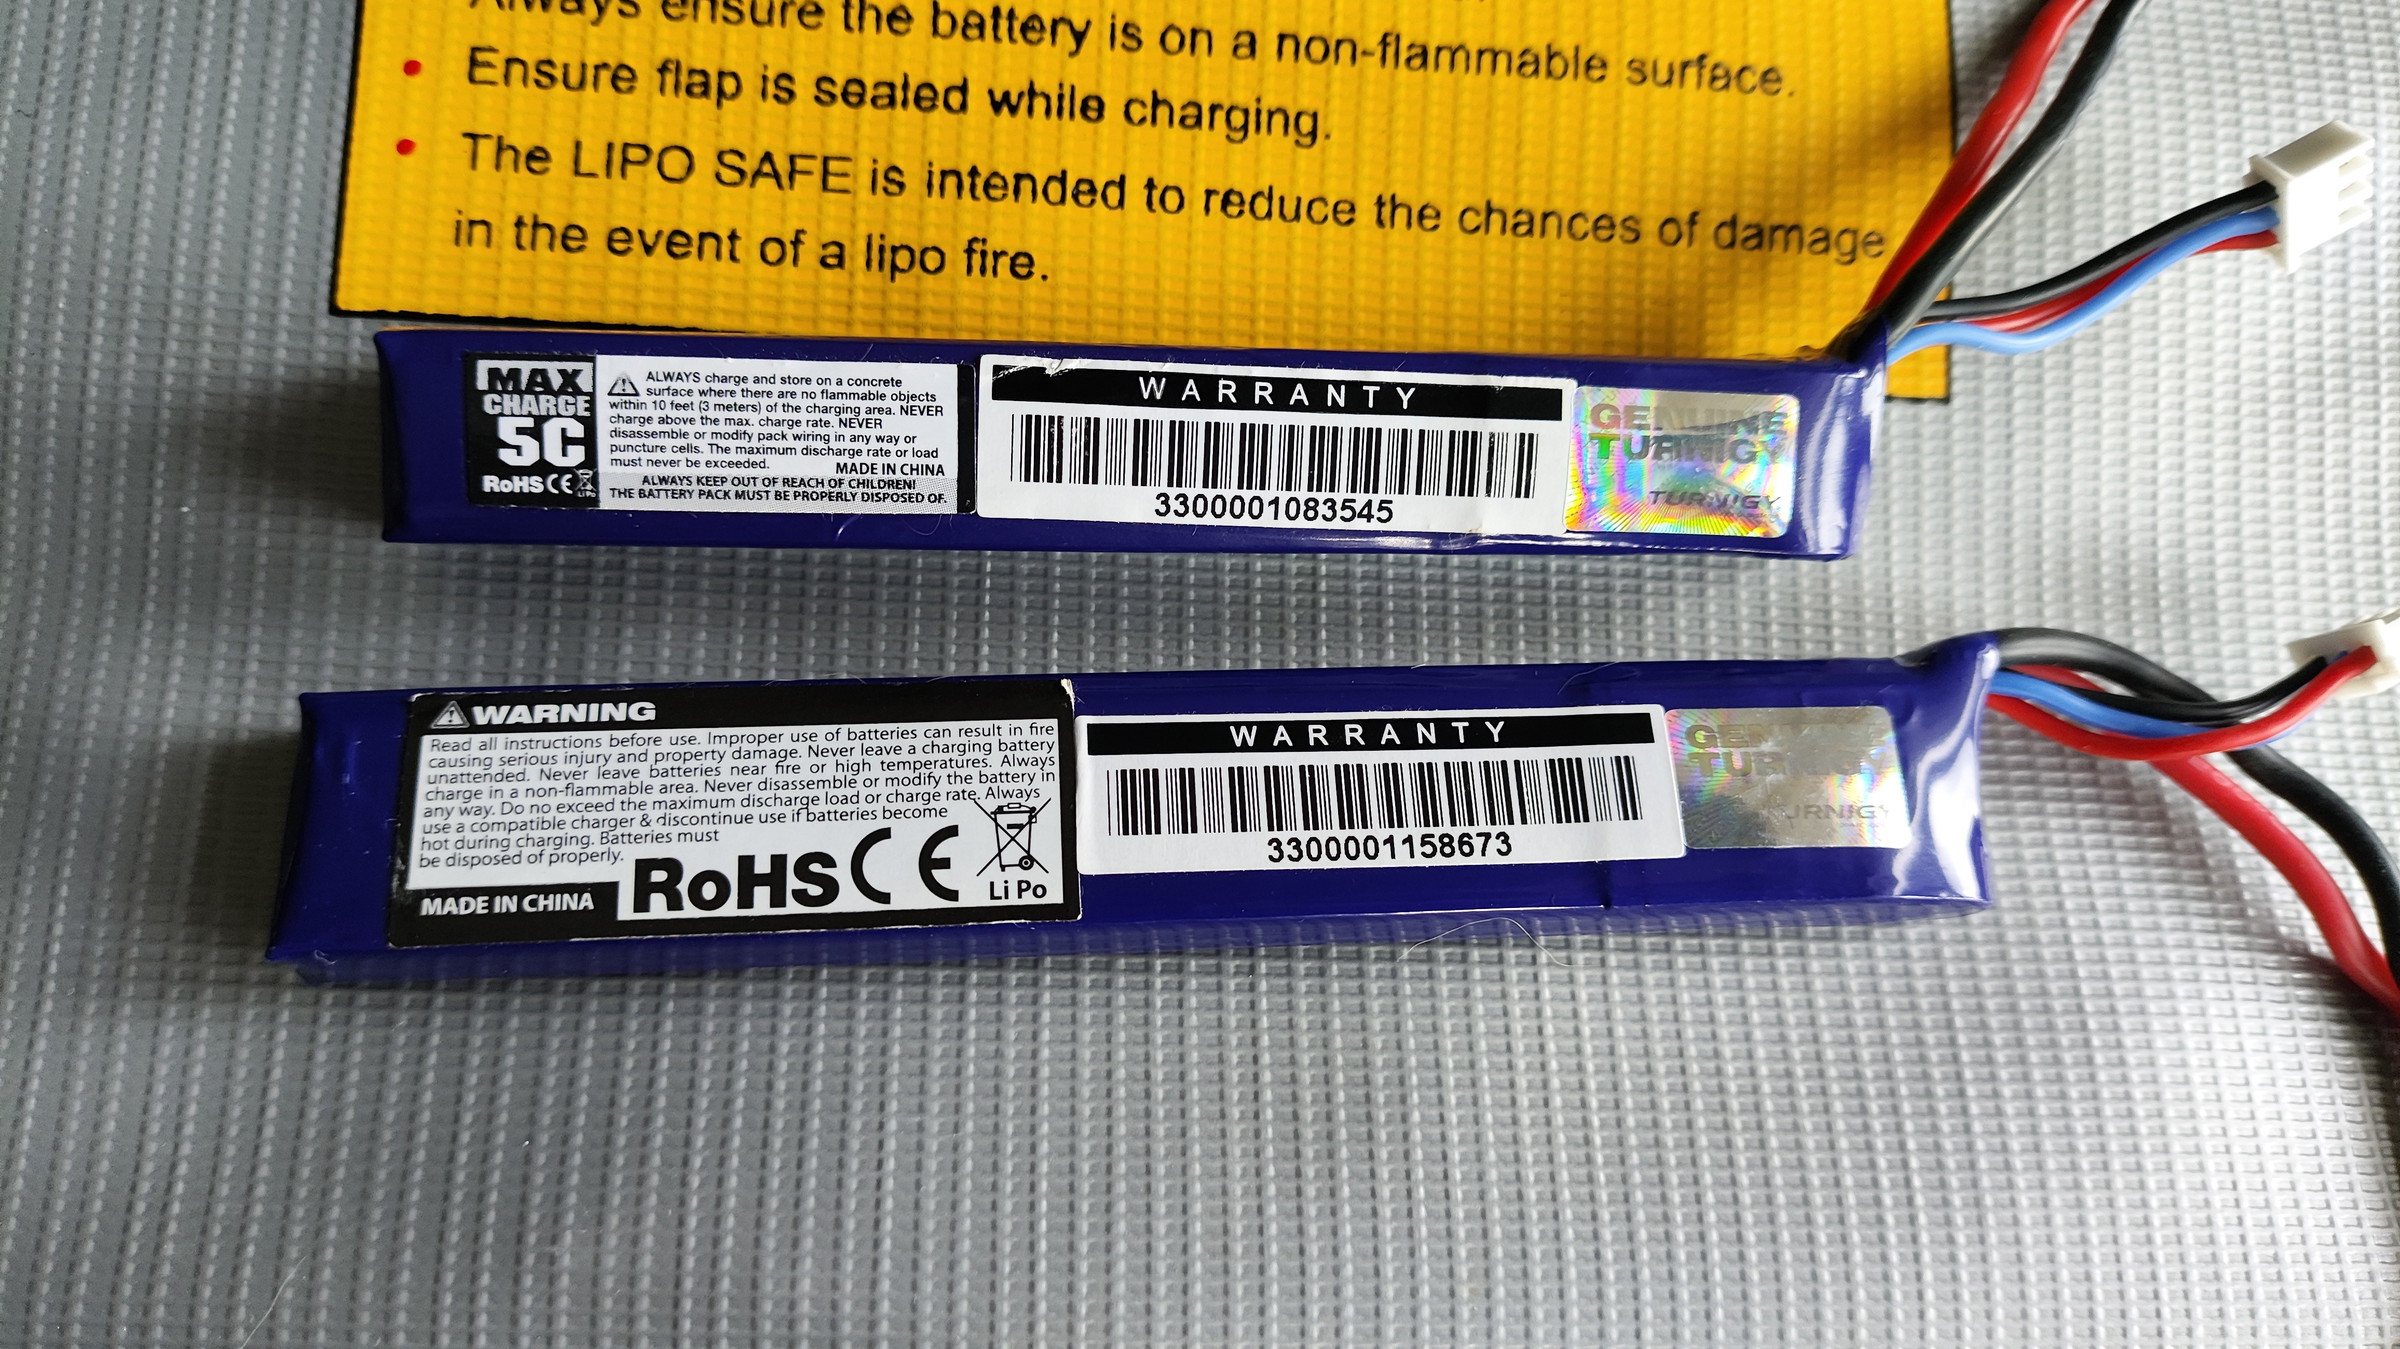 Always ensure the battery is on a non-flammable surface.
• Ensure flap is sealed while charging.
• The LIPO SAFE is intended to reduce the chances of damage
in the event of a lipo fire.
MAX
CHARGE
5C
RoHS CE
LiPo
ALWAYS charge and store on a concrete
surface where there are no flammable objects
within 10 feet (3 meters) of the charging area. NEVER
charge above the max. charge rate. NEVER
disassemble or modify pack wiring in any way or
puncture cells. The maximum discharge rate or load
must never be exceeded. MADE IN CHINA
ALWAYS KEEP OUT OF REACH OF CHILDREN!
THE BATTERY PACK MUST BE PROPERLY DISPOSED OF.
WARRANTY
3300001083545
GENUINE
TURNIGY
TURNIGY
WARNING
Read all instructions before use. Improper use of batteries can result in fire
causing serious injury and property damage. Never leave a charging battery
unattended. Never leave batteries near fire or high temperatures. Always
charge in a non-flammable area. Never disassemble or modify the battery in
any way. Do no exceed the maximum discharge load or charge rate. Always
use a compatible charger & discontinue use if batteries become
hot during charging. Batteries must
be disposed of properly.
MADE IN CHINA
RoHS CE
Li Po
WARRANTY
3300001158673
GENUINE
TURNIGY
TURNIGY